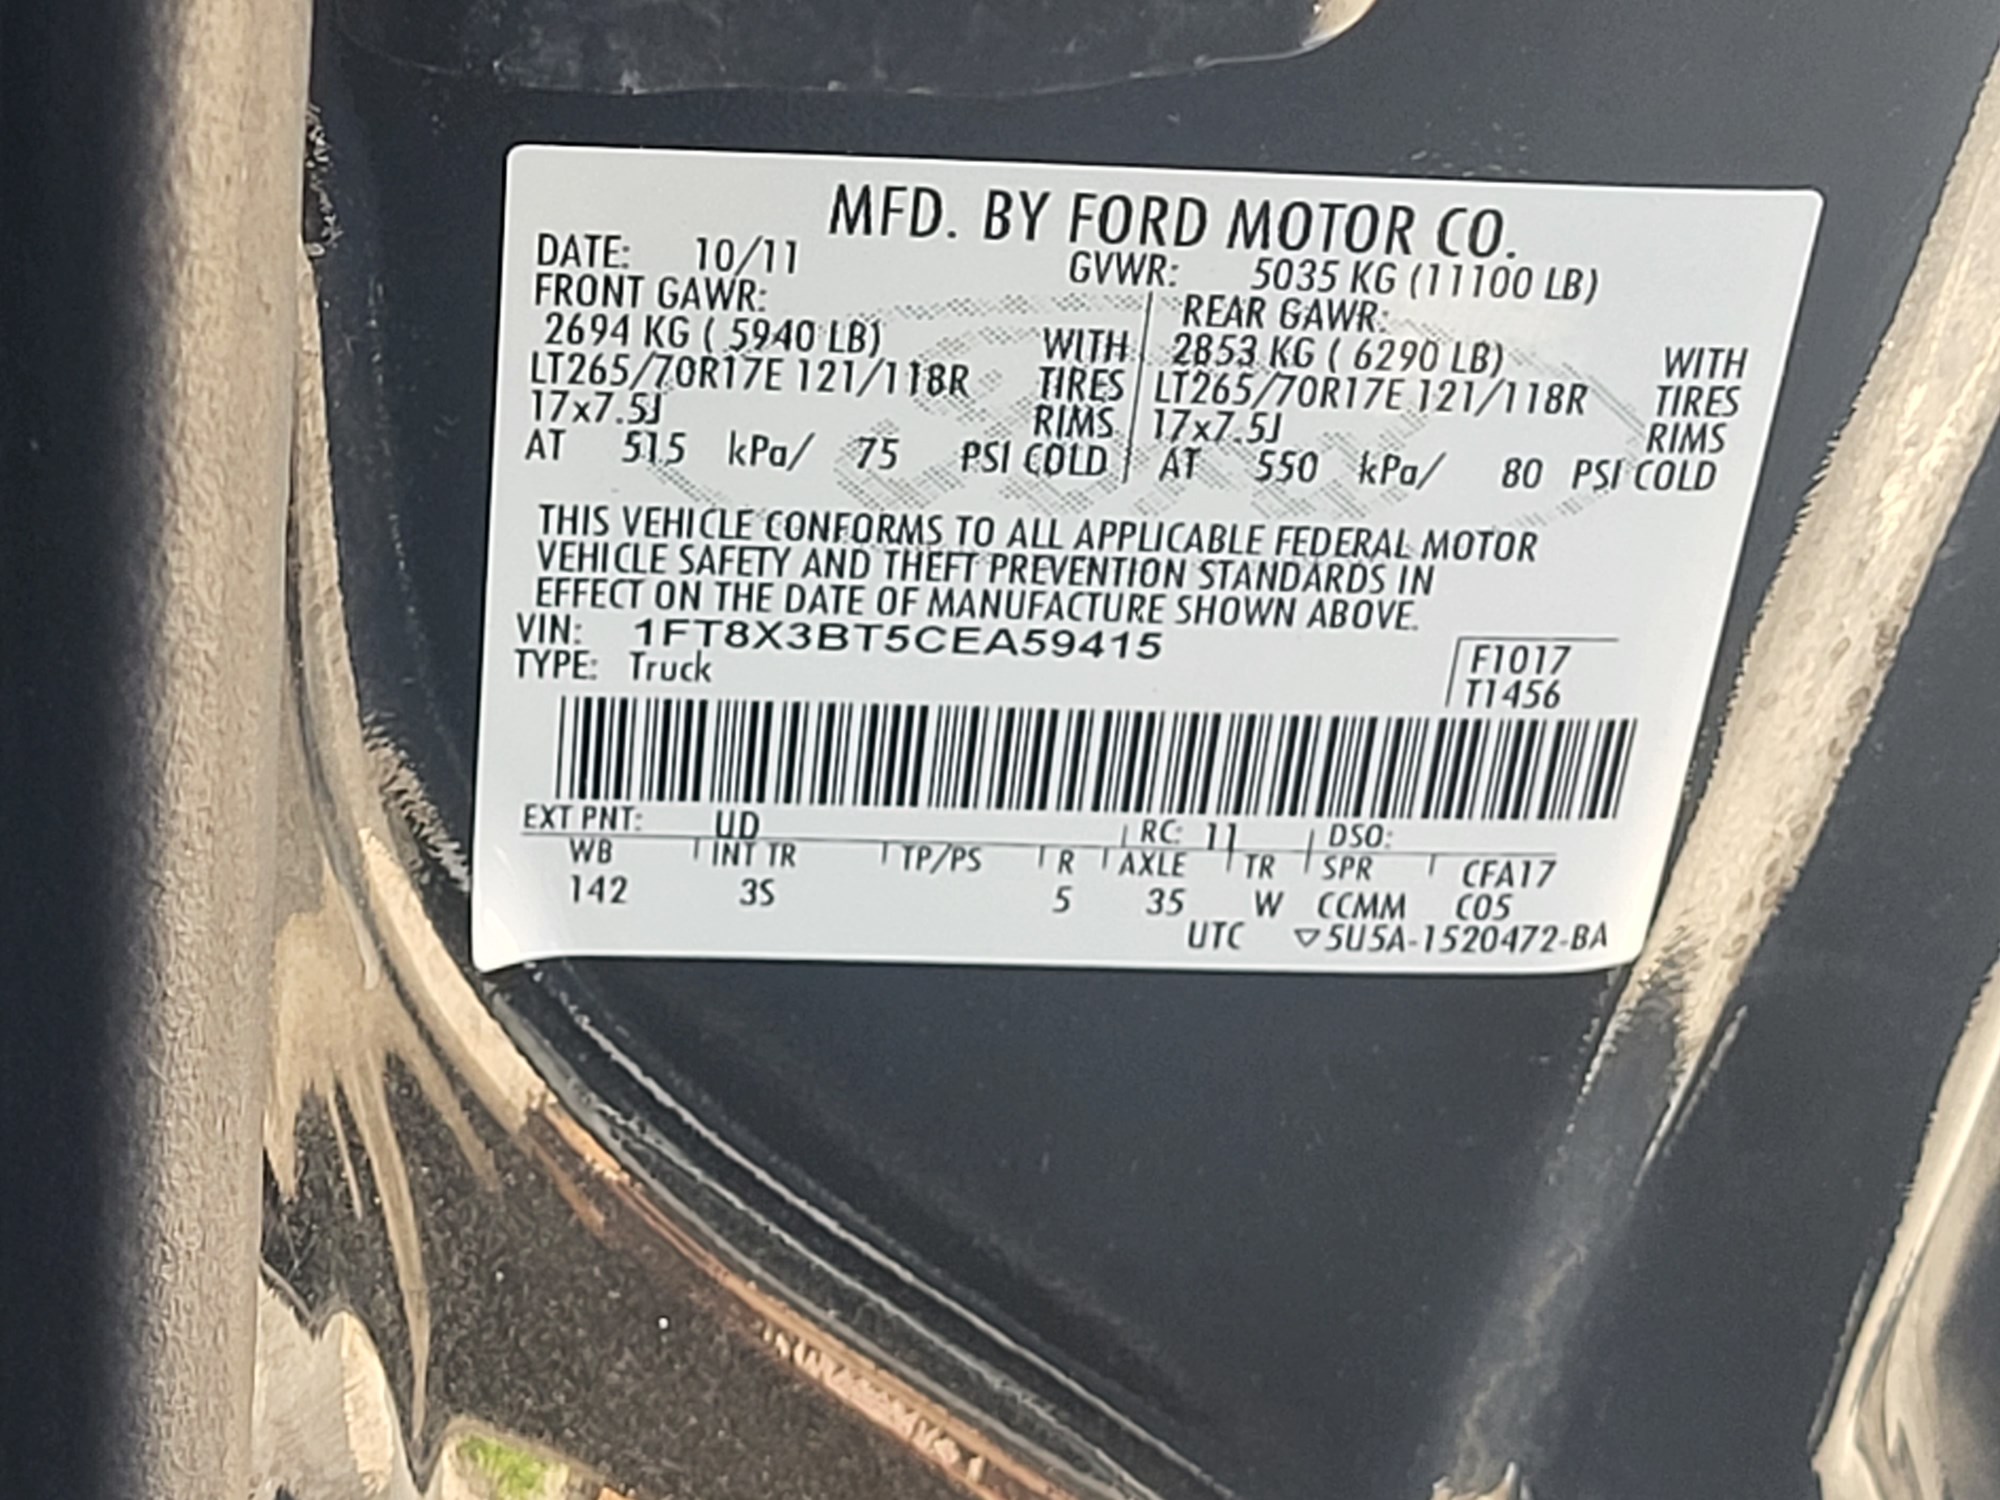 MFD. BY FORD MOTOR CO.
DATE: 10/11 GVWR: 5035 KG (11100 LB)
FRONT GAWR: REAR GAWR:
2694 KG ( 5940 LB) WITH 2853 KG ( 6290 LB) WITH
LT265/70R17E 121/118R TIRES LT265/70R17E 121/118R TIRES
17x7.5J RIMS 17x7.5J RIMS
AT 515 kPa/ 75 PSI COLD AT 550 kPa/ 80 PSI COLD
THIS VEHICLE CONFORMS TO ALL APPLICABLE FEDERAL MOTOR
VEHICLE SAFETY AND THEFT PREVENTION STANDARDS IN
EFFECT ON THE DATE OF MANUFACTURE SHOWN ABOVE.
VIN: 1FT8X3BT5CEA59415
TYPE: Truck
F1017
T1456
EXT PNT: UD RC: 11 DSO:
WB INT TR TP/PS R AXLE TR SPR CFA17
142 3S 5 35 W CCMM C05
UTC ▽5U5A-1520472-BA